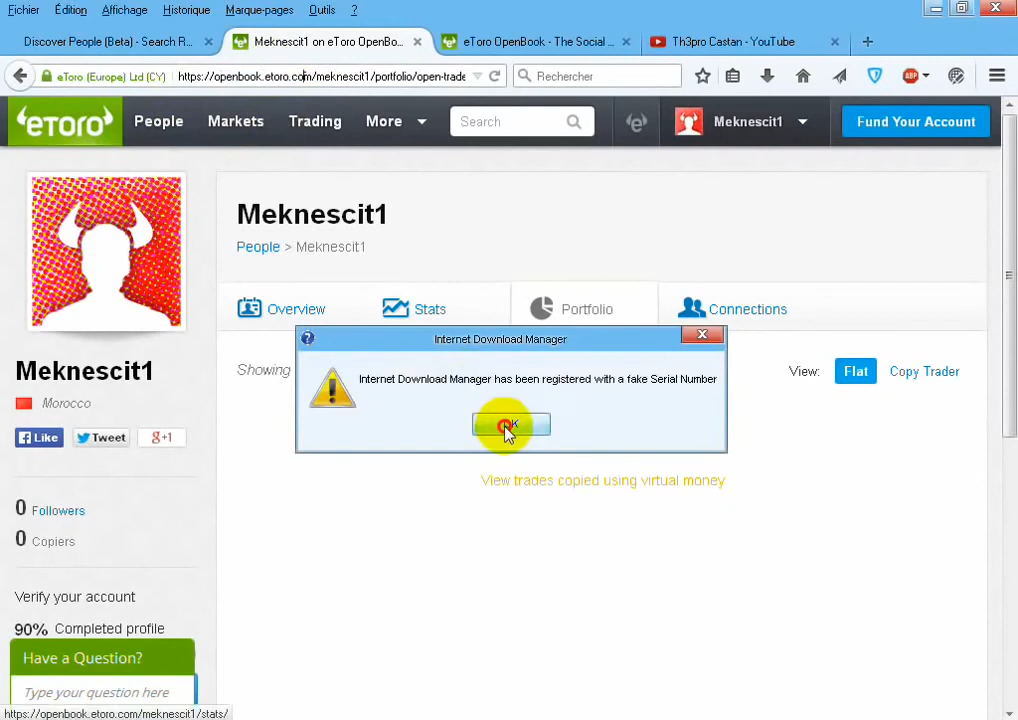 Fichier Édition Affichage Historique Marque-pages Outils ?
Discover People (Beta) - Search R... Meknescit1 on eToro OpenBo... eToro OpenBook - The Social ... Th3pro Castan - YouTube
eToro (Europe) Ltd (CY) https://openbook.etoro.com/meknescit1/portfolio/open-trade Rechercher ABP
eToro People Markets Trading More Search Meknescit1 Fund Your Account
Meknescit1
People > Meknescit1
Overview Stats Portfolio Connections
Internet Download Manager
Showing
View: Flat Copy Trader
Internet Download Manager has been registered with a fake Serial Number
OK
View trades copied using virtual money
Meknescit1
Morocco
Like Tweet g+1
0 Followers
0 Copiers
Verify your account
90% Completed profile
Have a Question?
Type your question here
https://openbook.etoro.com/meknescit1/stats/